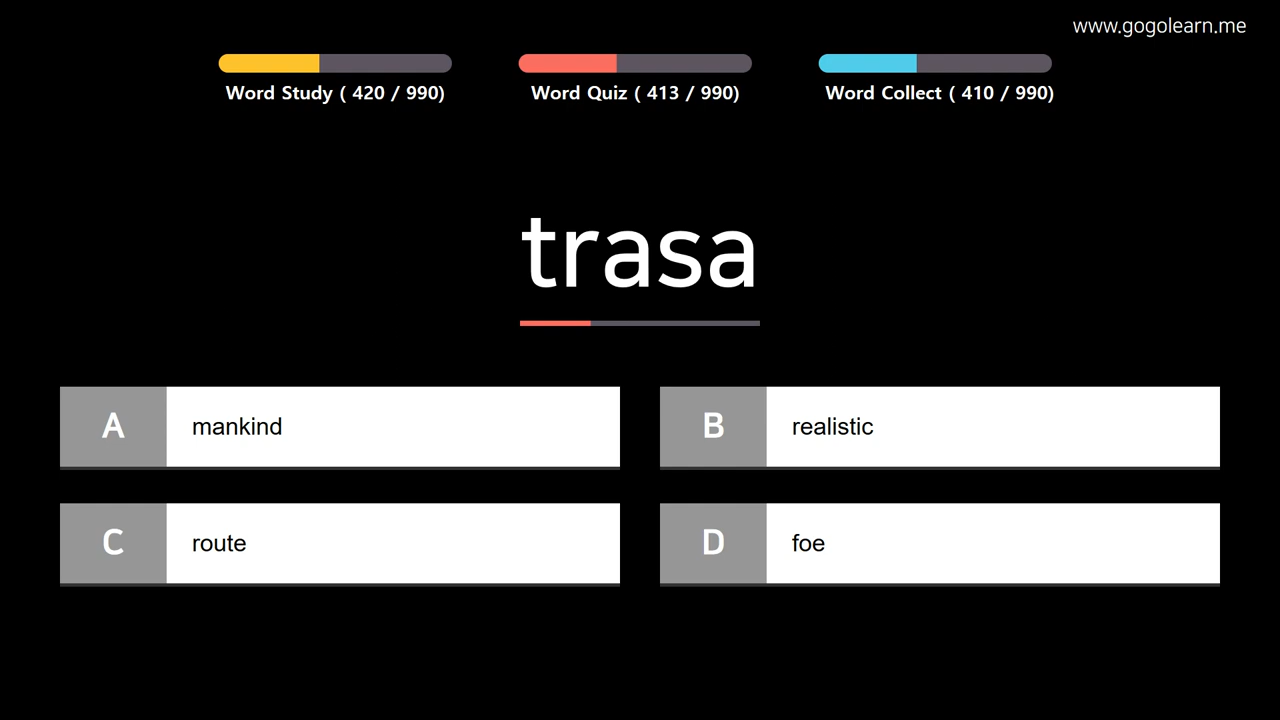 www.gogolearn.me
Word Study ( 420 / 990)
Word Quiz ( 413 / 990)
Word Collect ( 410 / 990)
trasa
A mankind
B realistic
C route
D foe